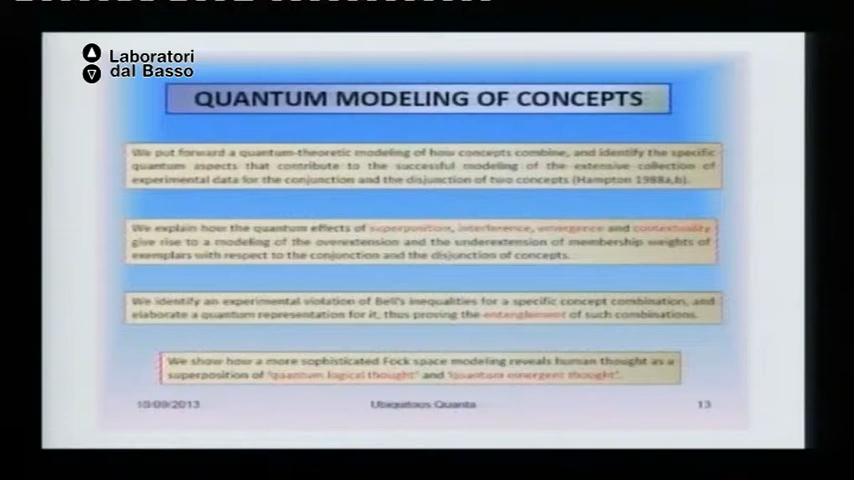 Laboratori
dal Basso
QUANTUM MODELING OF CONCEPTS
We put forward a quantum-theoretic modeling of how concepts combine, and identify the specific
quantum aspects that contribute to the successful modeling of the extensive collection of
experimental data for the conjunction and the disjunction of two concepts (Hampton 1988a,b).
We explain how the quantum effects of superposition, interference, emergence and contextuality
give rise to a modeling of the overextension and the underextension of membership weights of
exemplars with respect to the conjunction and the disjunction of concepts.
We identify an experimental violation of Bell's inequalities for a specific concept combination, and
elaborate a quantum representation for it, thus proving the entanglement of such combinations.
We show how a more sophisticated Fock space modeling reveals human thought as a
superposition of 'quantum logical thought' and 'quantum emergent thought'.
Ubiquitous Quanta
13